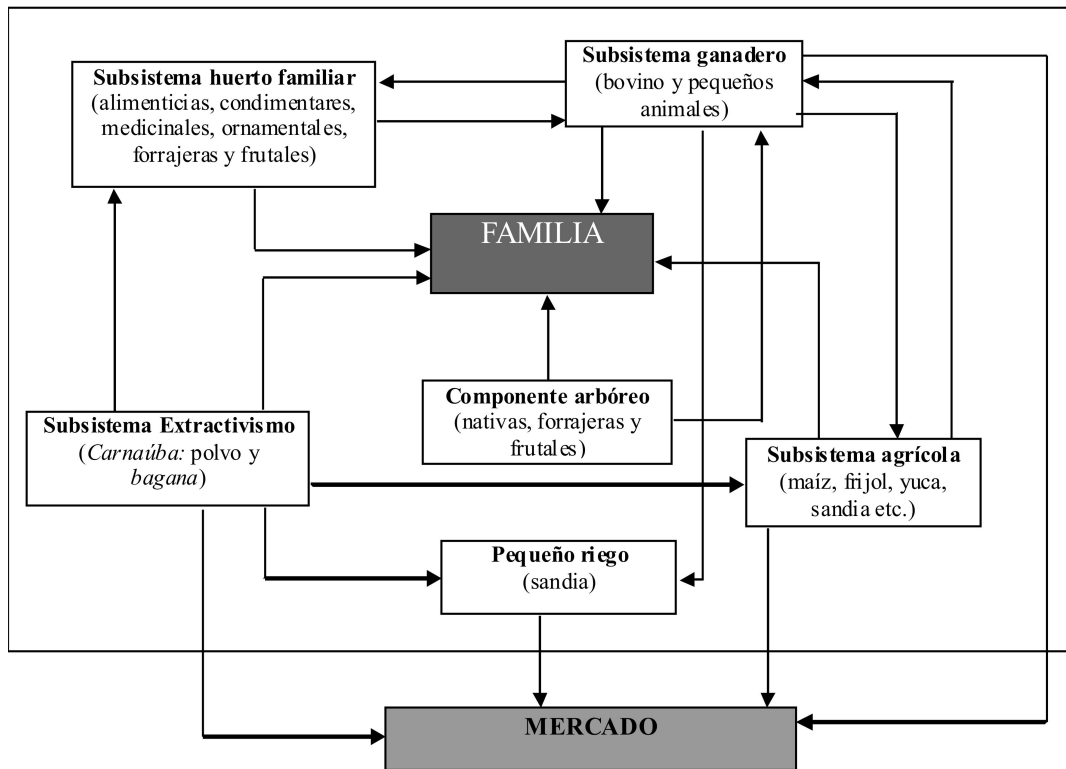 Subsistema huerto familiar
(alimenticias, condimentares,
medicinales, ornamentales,
forrajeras y frutales)
Subsistema ganadero
(bovino y pequeños
animales)
FAMILIA
Componente arbóreo
(nativas, forrajeras y
frutales)
Subsistema Extractivismo
(Carnaúba: polvo y
bagana)
Subsistema agrícola
(maíz, frijol, yuca,
sandia etc.)
Pequeño riego
(sandia)
MERCADO